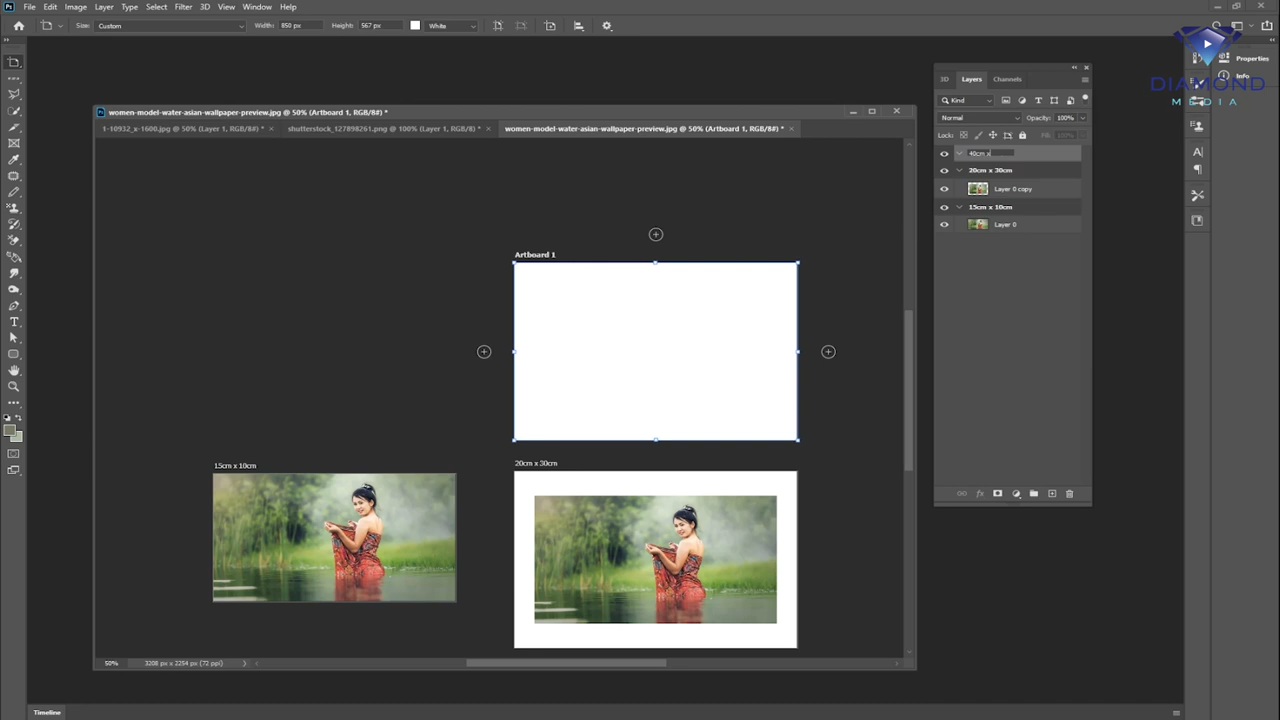 Ps File Edit Image Layer Type Select Filter 3D View Window Help
Size: Custom Width: 850 px Height: 567 px White
DIAMOND
MEDIA
Properties
Info
women-model-water-asian-wallpaper-preview.jpg @ 50% (Artboard 1, RGB/8#) *
1-10932_x-1600.jpg @ 50% (Layer 1, RGB/8#) * × shutterstock_127898261.png @ 100% (Layer 1, RGB/8) * × women-model-water-asian-wallpaper-preview.jpg @ 50% (Artboard 1, RGB/8#) * ×
3D Layers Channels
Kind
Normal Opacity: 100%
Lock: Fill: 100%
40cm x
20cm x 30cm
Layer 0 copy
15cm x 10cm
Layer 0
Artboard 1
15cm x 10cm
20cm x 30cm
50% 3208 px x 2254 px (72 ppi)
Timeline